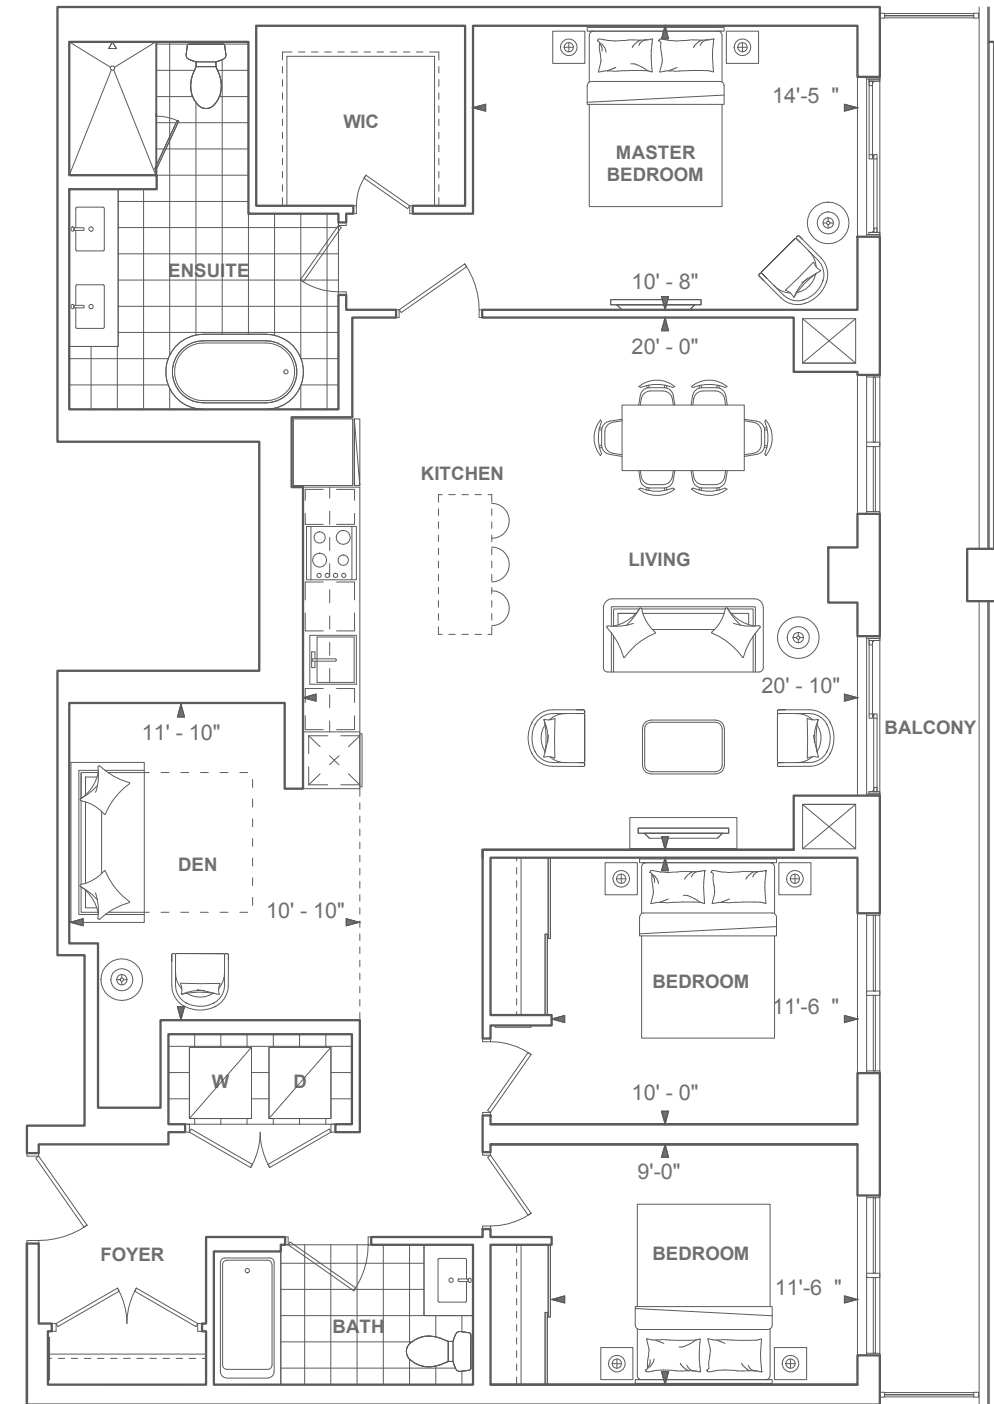 WIC
14'-5 "
MASTER
BEDROOM
ENSUITE
10' - 8"
20' - 0"
KITCHEN
LIVING
20' - 10"
BALCONY
11' - 10"
DEN
10' - 10"
BEDROOM
11'-6 "
W
D
10' - 0"
9'-0"
FOYER
BEDROOM
11'-6 "
BATH